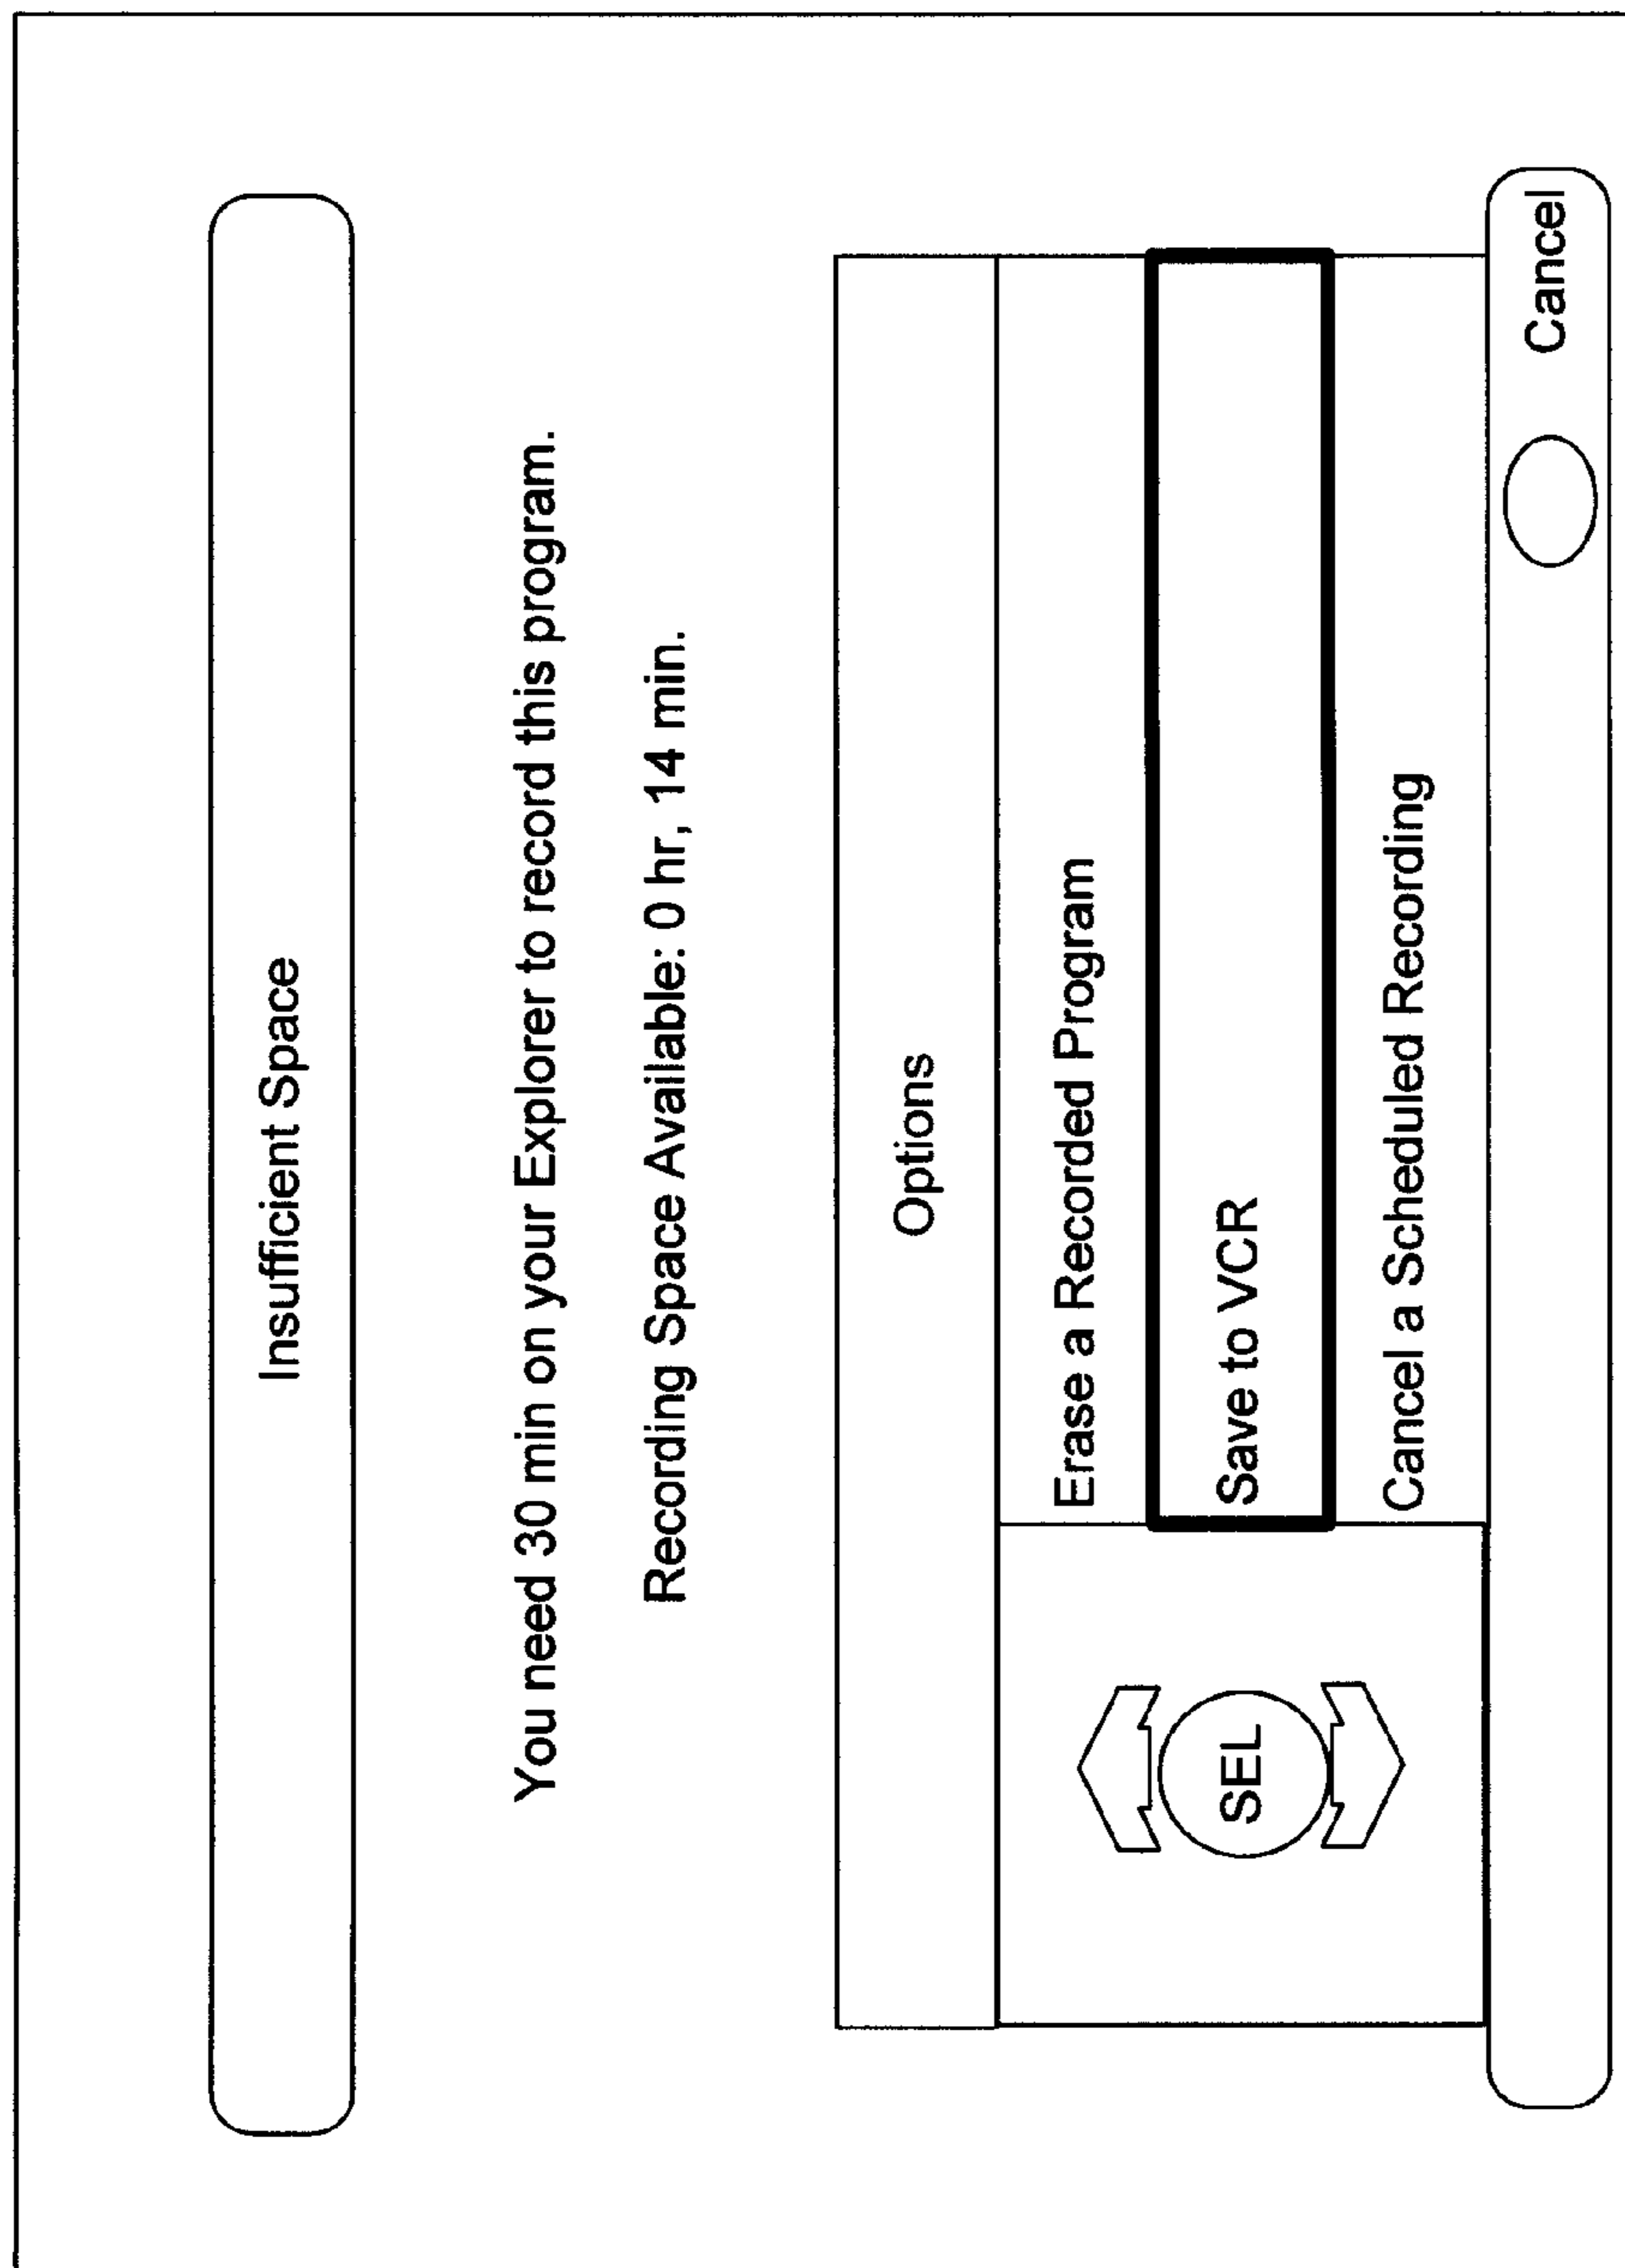 Insufficient Space
You need 30 min on your Explorer to record this program.
Recording Space Available: 0 hr, 14 min.
Options
Erase a Recorded Program
SEL
Save to VCR
Cancel a Scheduled Recording
Cancel